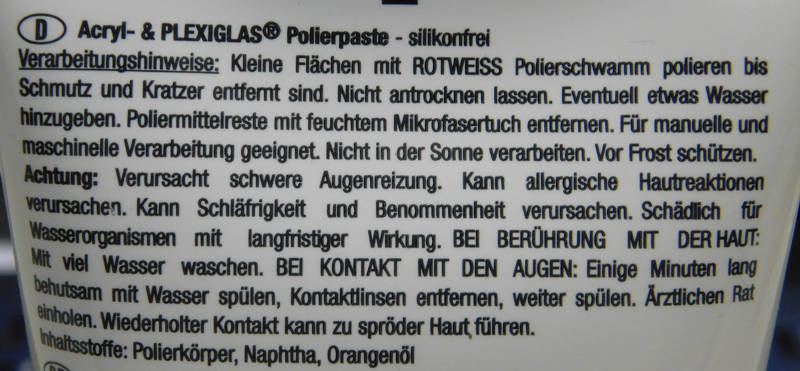 D Acryl- & PLEXIGLAS® Polierpaste - silikonfrei
Verarbeitungshinweise: Kleine Flächen mit ROTWEISS Polierschwamm polieren bis
Schmutz und Kratzer entfernt sind. Nicht antrocknen lassen. Eventuell etwas Wasser
hinzugeben. Poliermittelreste mit feuchtem Mikrofasertuch entfernen. Für manuelle und
maschinelle Verarbeitung geeignet. Nicht in der Sonne verarbeiten. Vor Frost schützen.
Achtung: Verursacht schwere Augenreizung. Kann allergische Hautreaktionen
verursachen. Kann Schläfrigkeit und Benommenheit verursachen. Schädlich für
Wasserorganismen mit langfristiger Wirkung. BEI BERÜHRUNG MIT DER HAUT:
Mit viel Wasser waschen. BEI KONTAKT MIT DEN AUGEN: Einige Minuten lang
behutsam mit Wasser spülen, Kontaktlinsen entfernen, weiter spülen. Ärztlichen Rat
einholen. Wiederholter Kontakt kann zu spröder Haut führen.
Inhaltsstoffe: Polierkörper, Naphtha, Orangenöl